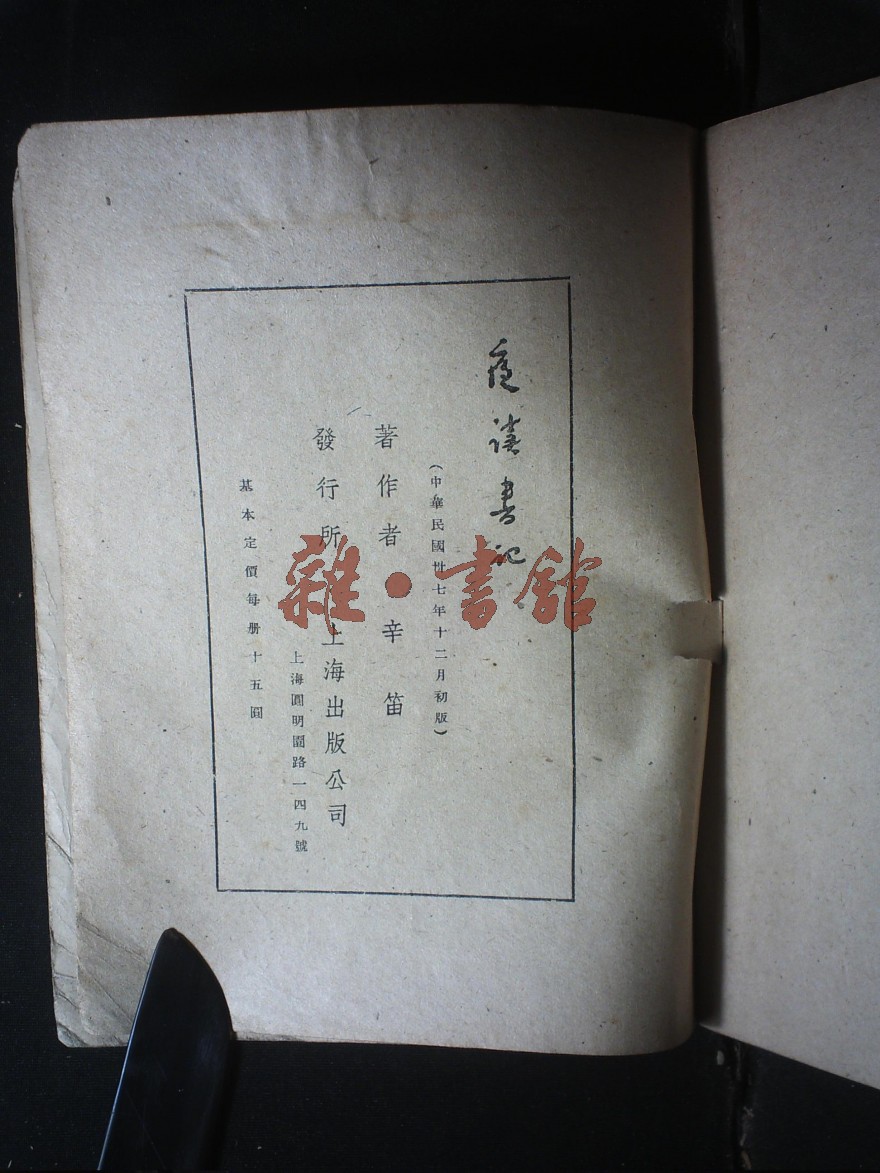 夜讀書記
(中華民國卅七年十二月初版)
著作者 辛笛
發行所 上海出版公司
上海圓明園路一四九號
基本定價每册十五圓
雜·書館